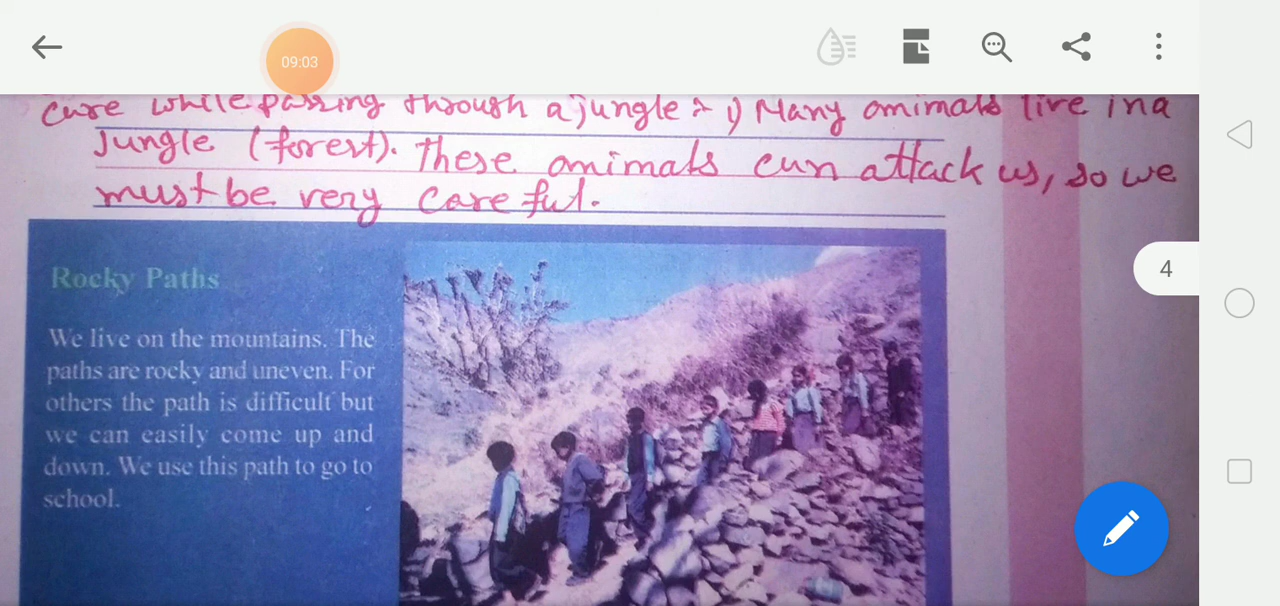 09:03
care while passing through a jungle 1) Many animals live in a
Jungle (forest). These animals can attack us, so we
must be very careful.
4
Rocky Paths
We live on the mountains. The
paths are rocky and uneven. For
others the path is difficult but
we can easily come up and
down. We use this path to go to
school.